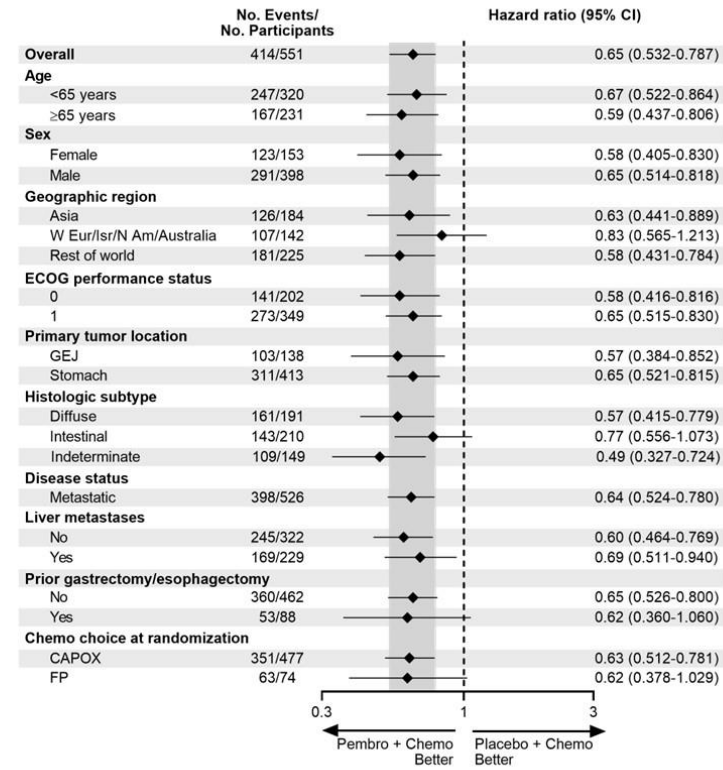 No. Events/
No. Participants
Hazard ratio (95% CI)
Overall 414/551 0.65 (0.532-0.787)
Age
<65 years 247/320 0.67 (0.522-0.864)
≥65 years 167/231 0.59 (0.437-0.806)
Sex
Female 123/153 0.58 (0.405-0.830)
Male 291/398 0.65 (0.514-0.818)
Geographic region
Asia 126/184 0.63 (0.441-0.889)
W Eur/Isr/N Am/Australia 107/142 0.83 (0.565-1.213)
Rest of world 181/225 0.58 (0.431-0.784)
ECOG performance status
0 141/202 0.58 (0.416-0.816)
1 273/349 0.65 (0.515-0.830)
Primary tumor location
GEJ 103/138 0.57 (0.384-0.852)
Stomach 311/413 0.65 (0.521-0.815)
Histologic subtype
Diffuse 161/191 0.57 (0.415-0.779)
Intestinal 143/210 0.77 (0.556-1.073)
Indeterminate 109/149 0.49 (0.327-0.724)
Disease status
Metastatic 398/526 0.64 (0.524-0.780)
Liver metastases
No 245/322 0.60 (0.464-0.769)
Yes 169/229 0.69 (0.511-0.940)
Prior gastrectomy/esophagectomy
No 360/462 0.65 (0.526-0.800)
Yes 53/88 0.62 (0.360-1.060)
Chemo choice at randomization
CAPOX 351/477 0.63 (0.512-0.781)
FP 63/74 0.62 (0.378-1.029)
0.3 1 3
Pembro + Chemo Placebo + Chemo
Better Better